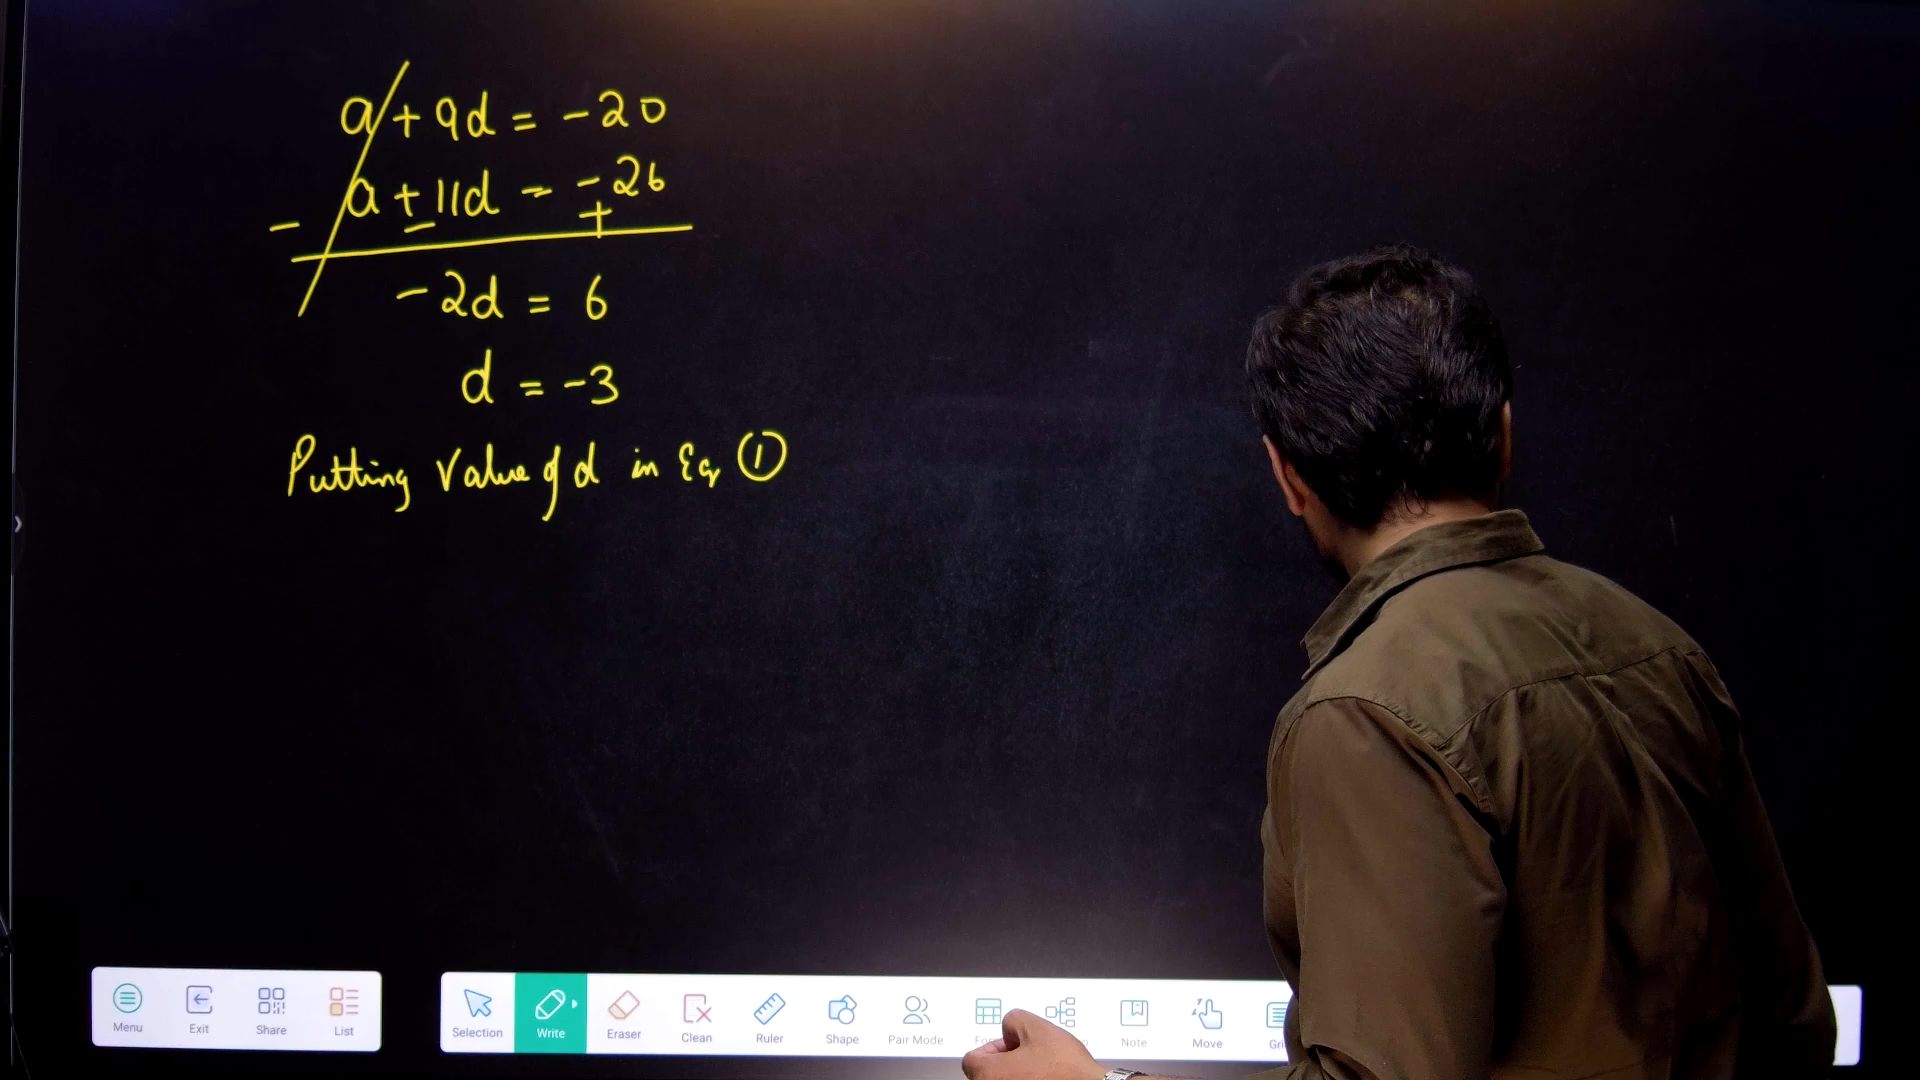 a + 9d = -20
a + 11d = -26
- - +
-2d = 6
d = -3
Putting Value of d in Eq ①
Menu Exit Share List
Selection Write Eraser Clean Ruler Shape Pair Mode Note Move